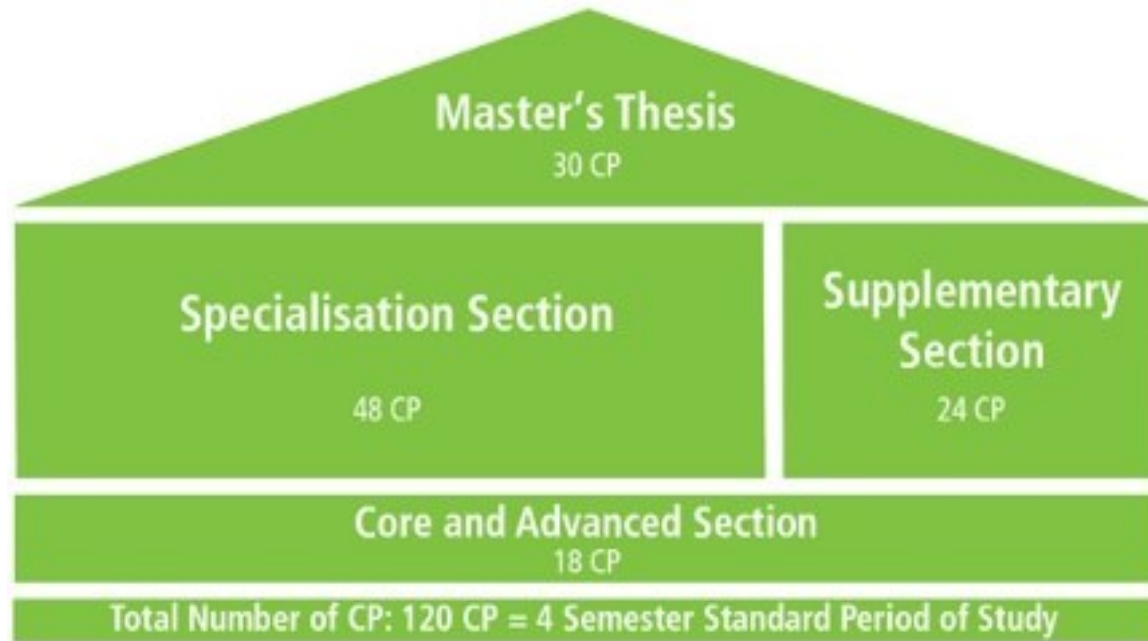 Master's Thesis
30 CP
Specialisation Section
48 CP
Supplementary
Section
24 CP
Core and Advanced Section
18 CP
Total Number of CP: 120 CP = 4 Semester Standard Period of Study